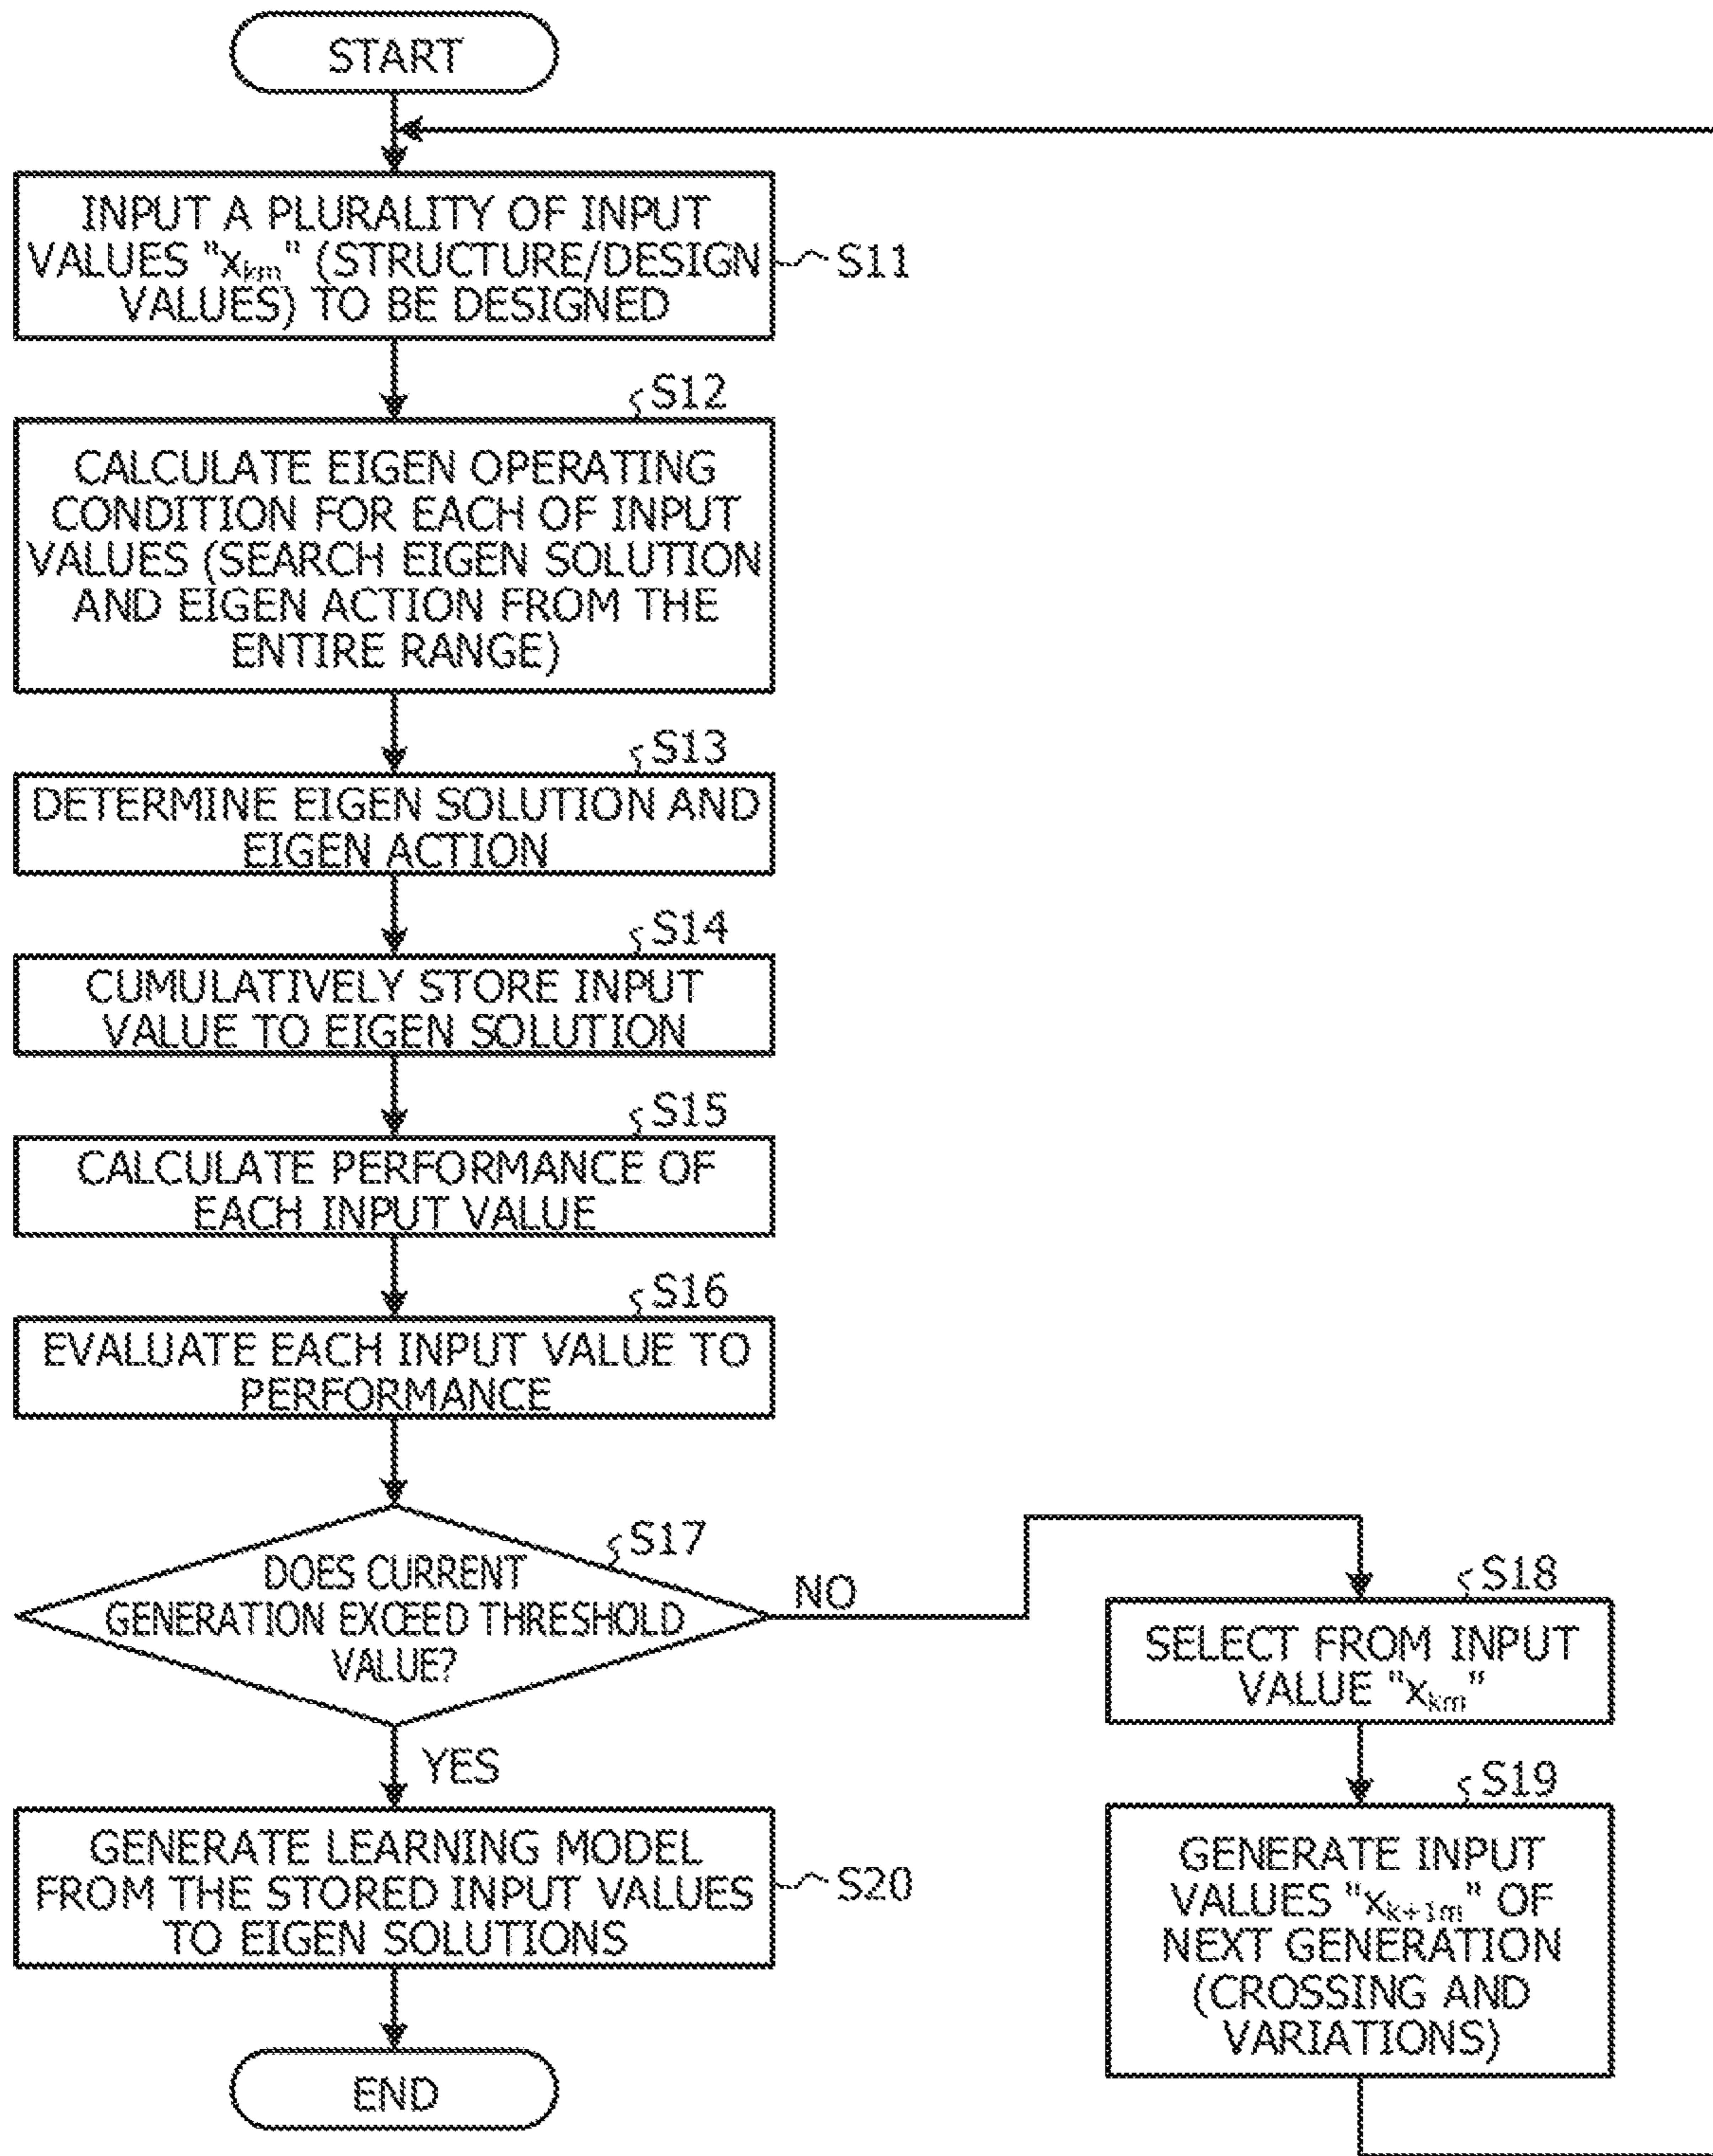 START
INPUT A PLURALITY OF INPUT
VALUES "x_km" (STRUCTURE/DESIGN
VALUES) TO BE DESIGNED
S11
S12
CALCULATE EIGEN OPERATING
CONDITION FOR EACH OF INPUT
VALUES (SEARCH EIGEN SOLUTION
AND EIGEN ACTION FROM THE
ENTIRE RANGE)
S13
DETERMINE EIGEN SOLUTION AND
EIGEN ACTION
S14
CUMULATIVELY STORE INPUT
VALUE TO EIGEN SOLUTION
S15
CALCULATE PERFORMANCE OF
EACH INPUT VALUE
S16
EVALUATE EACH INPUT VALUE TO
PERFORMANCE
S17
DOES CURRENT
GENERATION EXCEED THRESHOLD
VALUE?
NO
YES
S18
SELECT FROM INPUT
VALUE "x_km"
S19
GENERATE INPUT
VALUES "x_k+1m" OF
NEXT GENERATION
(CROSSING AND
VARIATIONS)
GENERATE LEARNING MODEL
FROM THE STORED INPUT VALUES
TO EIGEN SOLUTIONS
S20
END